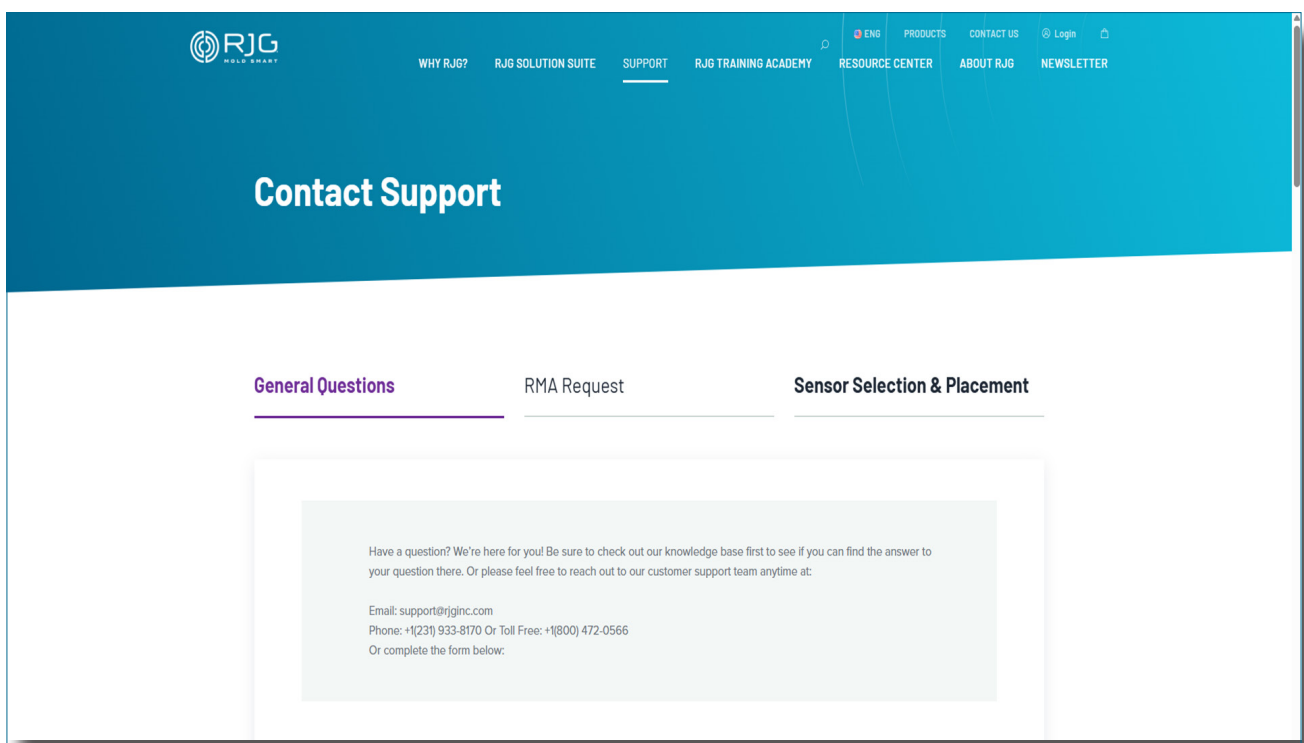 RJG
MOLD SMART
ENG PRODUCTS CONTACT US Login
WHY RJG? RJG SOLUTION SUITE SUPPORT RJG TRAINING ACADEMY RESOURCE CENTER ABOUT RJG NEWSLETTER
Contact Support
General Questions RMA Request Sensor Selection & Placement
Have a question? We're here for you! Be sure to check out our knowledge base first to see if you can find the answer to
your question there. Or please feel free to reach out to our customer support team anytime at:
Email: support@rjginc.com
Phone: +1(231) 933-8170 Or Toll Free: +1(800) 472-0566
Or complete the form below: